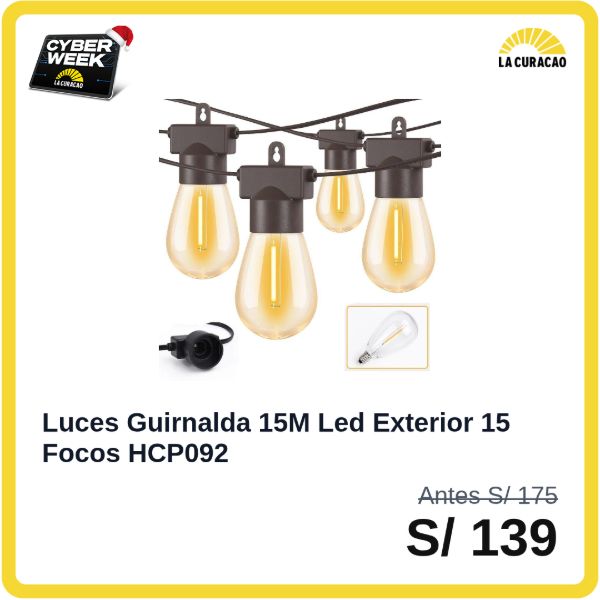 CYBER
WEEK
LA CURACAO
LA CURACAO
Luces Guirnalda 15M Led Exterior 15
Focos HCP092
Antes S/ 175
S/ 139